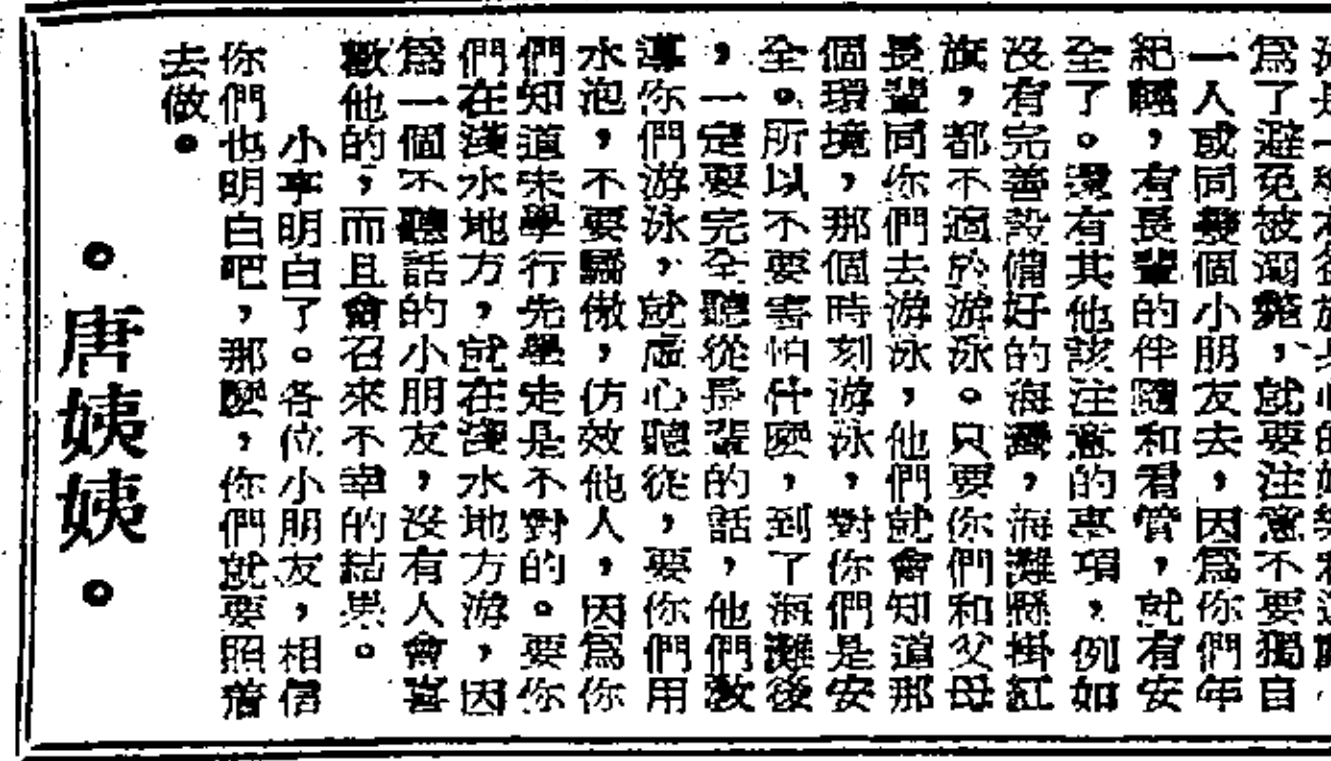 為了避免被溺斃，就要注意不要獨自
一人或同幾個小朋友去，因為你們年
紀輕，有長輩的伴隨和看管，就有安
全了。還有其他該注意的事項，例如
沒有完善設備好的海灣，海灘懸掛紅
旗，都不適於游泳。只要你們和父母
長輩同你們去游泳，他們就會知道那
個環境，那個時刻游泳，對你們是安
全。所以不要害怕什麼，到了海灘後
，一定要完全聽從長輩的話，他們教
導你們游泳，就虛心聽從，要你們用
水泡，不要驕傲，仿效他人，因為你
們知道未學行先學走是不對的。要你
們在淺水地方，就在淺水地方游，因
為一個不聽話的小朋友，沒有人會喜
歡他的，而且會召來不幸的結果。
小亭明白了。各位小朋友，相信
你們也明白吧，那麼，你們就要照着
去做。
。唐姨姨。